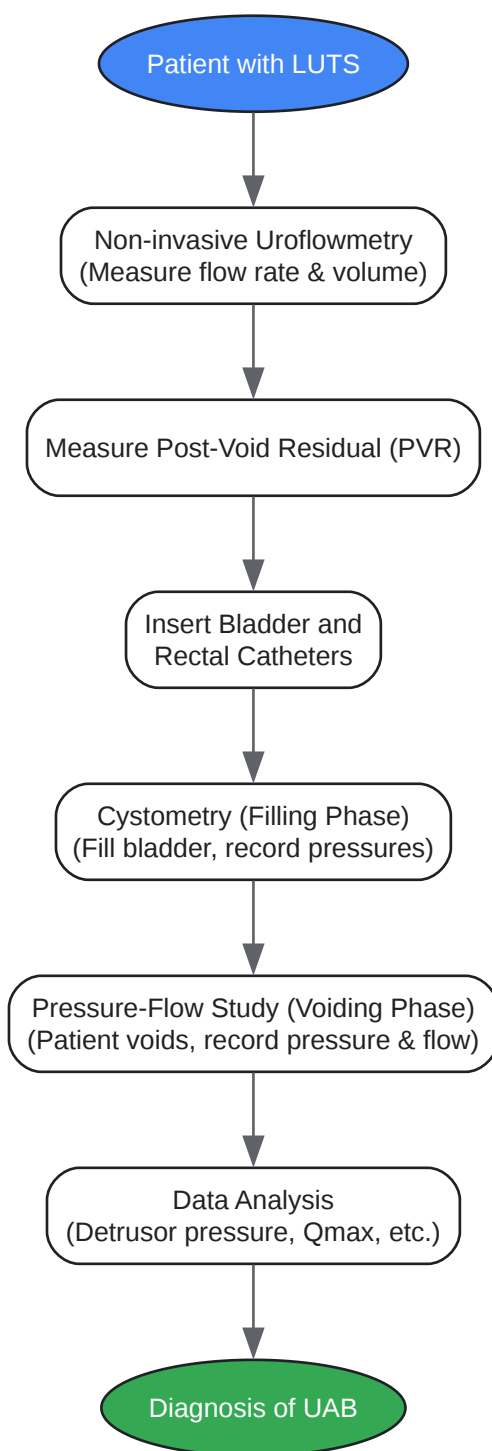 Patient with LUTS
Non-invasive Uroflowmetry
(Measure flow rate & volume)
Measure Post-Void Residual (PVR)
Insert Bladder and
Rectal Catheters
Cystometry (Filling Phase)
(Fill bladder, record pressures)
Pressure-Flow Study (Voiding Phase)
(Patient voids, record pressure & flow)
Data Analysis
(Detrusor pressure, Qmax, etc.)
Diagnosis of UAB